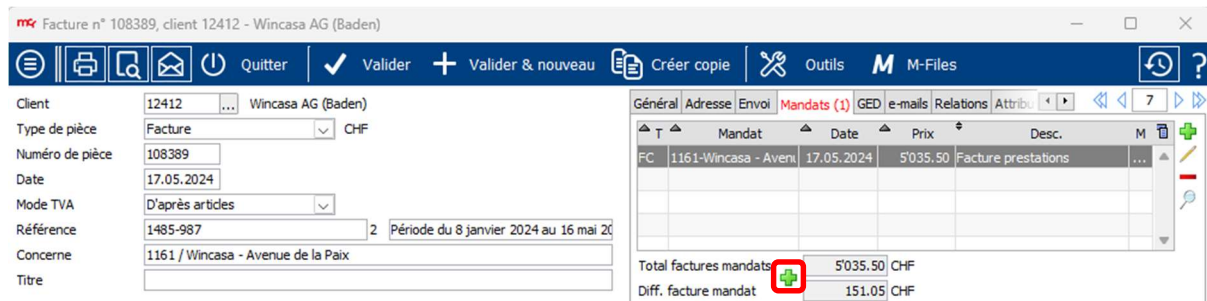 mcr Facture n° 108389, client 12412 - Wincasa AG (Baden)
Quitter Valider Valider & nouveau Créer copie Outils M M-Files ?
Client 12412 ... Wincasa AG (Baden)
Type de pièce Facture CHF
Numéro de pièce 108389
Date 17.05.2024
Mode TVA D'après articles
Référence 1485-987 2 Période du 8 janvier 2024 au 16 mai 20
Concerne 1161 / Wincasa - Avenue de la Paix
Titre
Général Adresse Envoi Mandats (1) GED e-mails Relations Attribu 7
T Mandat Date Prix Desc. M
FC 1161-Wincasa - Avenu 17.05.2024 5'035.50 Facture prestations ...
Total factures mandats 5'035.50 CHF
Diff. facture mandat 151.05 CHF